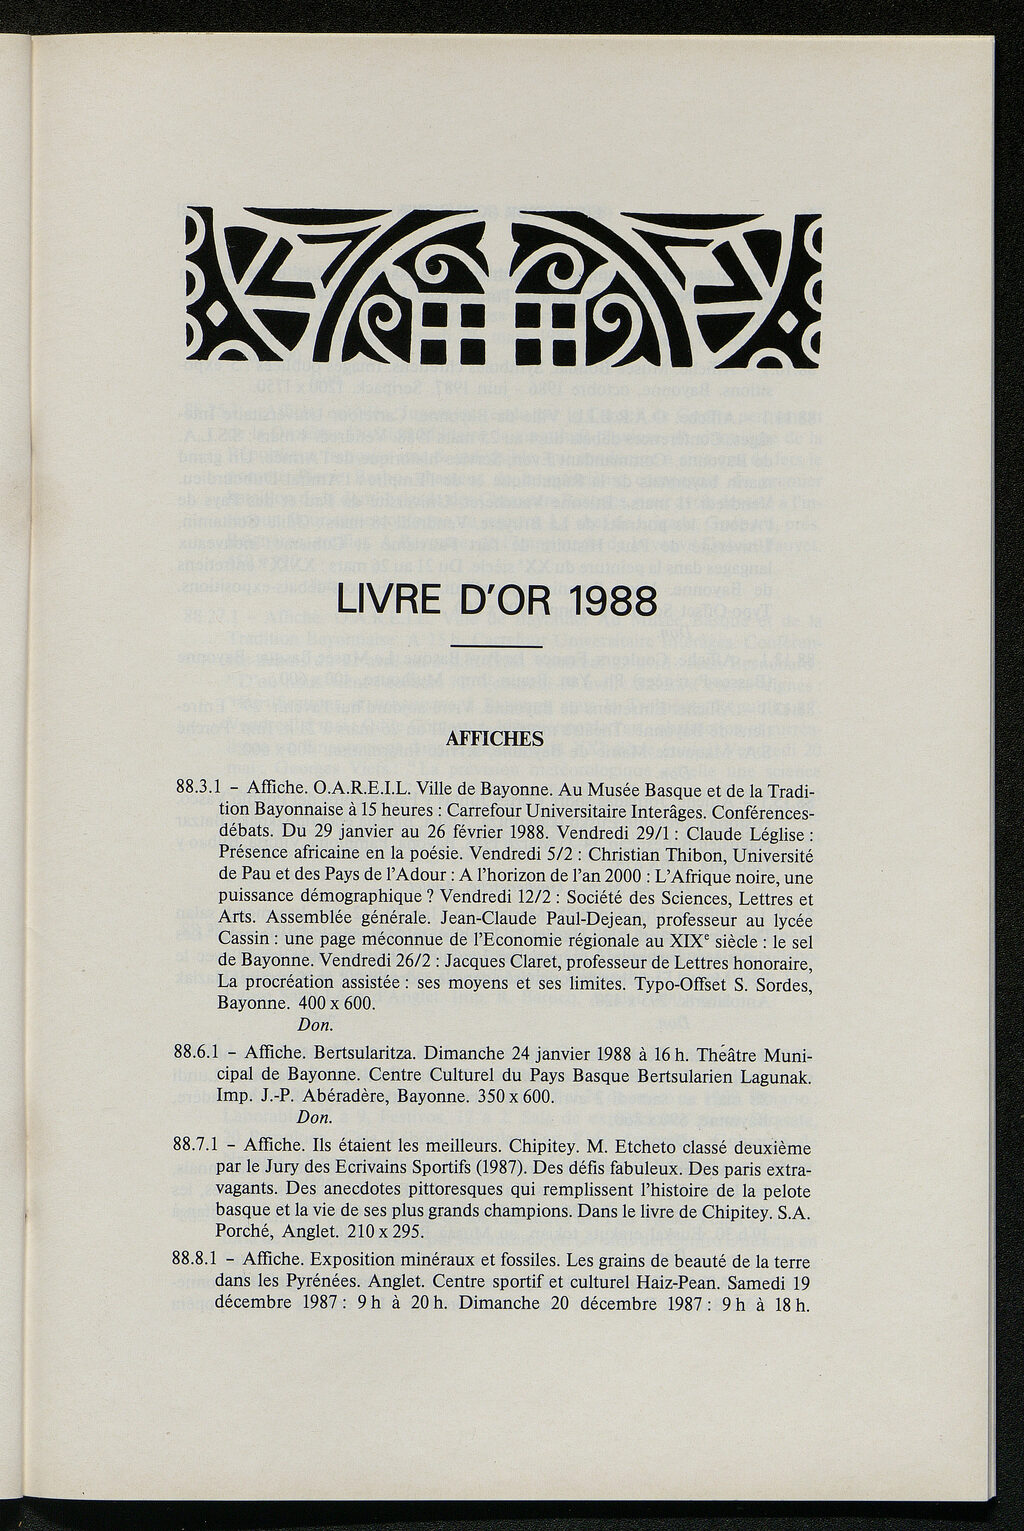 LIVRE D'OR 1988
AFFICHES
88.3.1 – Affiche. O.A.R.E.I.L. Ville de Bayonne. Au Musée Basque et de la Tradi-
tion Bayonnaise à 15 heures : Carrefour Universitaire Interâges. Conférences-
débats. Du 29 janvier au 26 février 1988. Vendredi 29/1 : Claude Léglise :
Présence africaine en la poésie. Vendredi 5/2 : Christian Thibon, Université
de Pau et des Pays de l'Adour : A l'horizon de l'an 2000 : L'Afrique noire, une
puissance démographique ? Vendredi 12/2 : Société des Sciences, Lettres et
Arts. Assemblée générale. Jean-Claude Paul-Dejean, professeur au lycée
Cassin : une page méconnue de l'Economie régionale au XIXe siècle : le sel
de Bayonne. Vendredi 26/2 : Jacques Claret, professeur de Lettres honoraire,
La procréation assistée : ses moyens et ses limites. Typo-Offset S. Sordes,
Bayonne. 400 x 600.
Don.
88.6.1 – Affiche. Bertsularitza. Dimanche 24 janvier 1988 à 16 h. Théâtre Muni-
cipal de Bayonne. Centre Culturel du Pays Basque Bertsularien Lagunak.
Imp. J.-P. Abéradère, Bayonne. 350 x 600.
Don.
88.7.1 – Affiche. Ils étaient les meilleurs. Chipitey. M. Etcheto classé deuxième
par le Jury des Ecrivains Sportifs (1987). Des défis fabuleux. Des paris extra-
vagants. Des anecdotes pittoresques qui remplissent l'histoire de la pelote
basque et la vie de ses plus grands champions. Dans le livre de Chipitey. S.A.
Porché, Anglet. 210 x 295.
88.8.1 – Affiche. Exposition minéraux et fossiles. Les grains de beauté de la terre
dans les Pyrénées. Anglet. Centre sportif et culturel Haiz-Pean. Samedi 19
décembre 1987 : 9 h à 20 h. Dimanche 20 décembre 1987 : 9 h à 18 h.